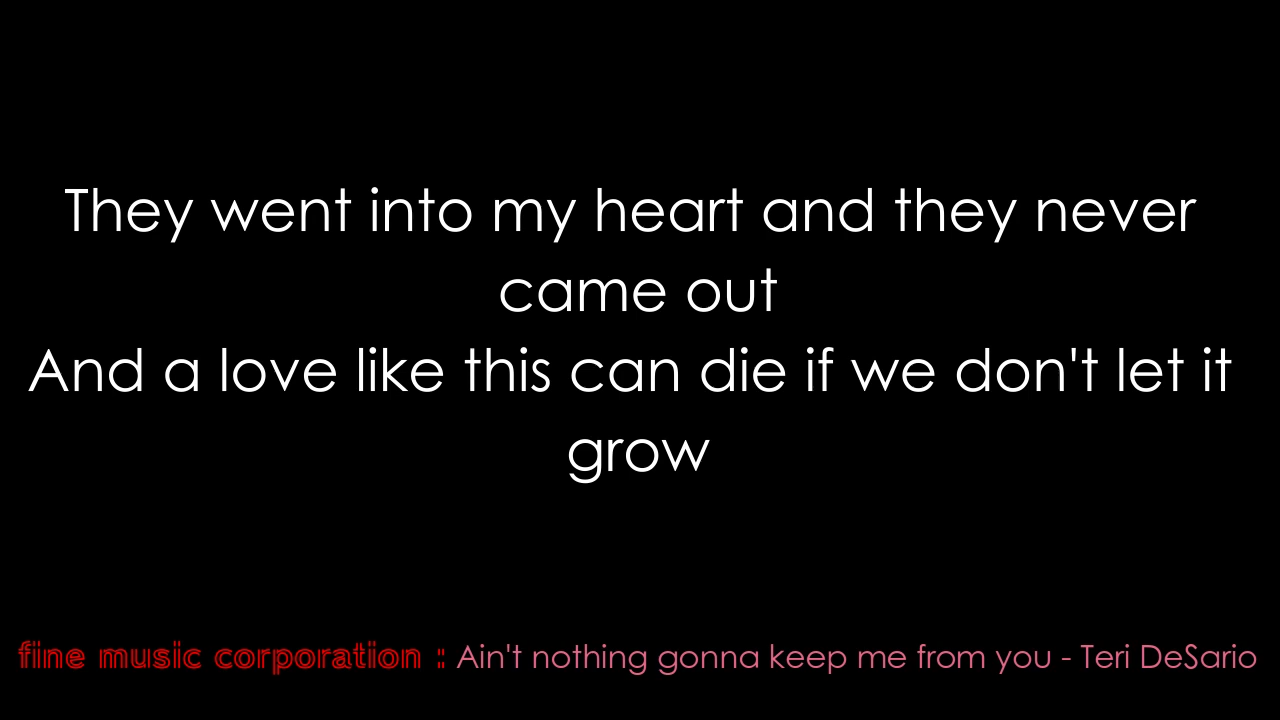 They went into my heart and they never
came out
And a love like this can die if we don't let it
grow
fine music corporation : Ain't nothing gonna keep me from you - Teri DeSario